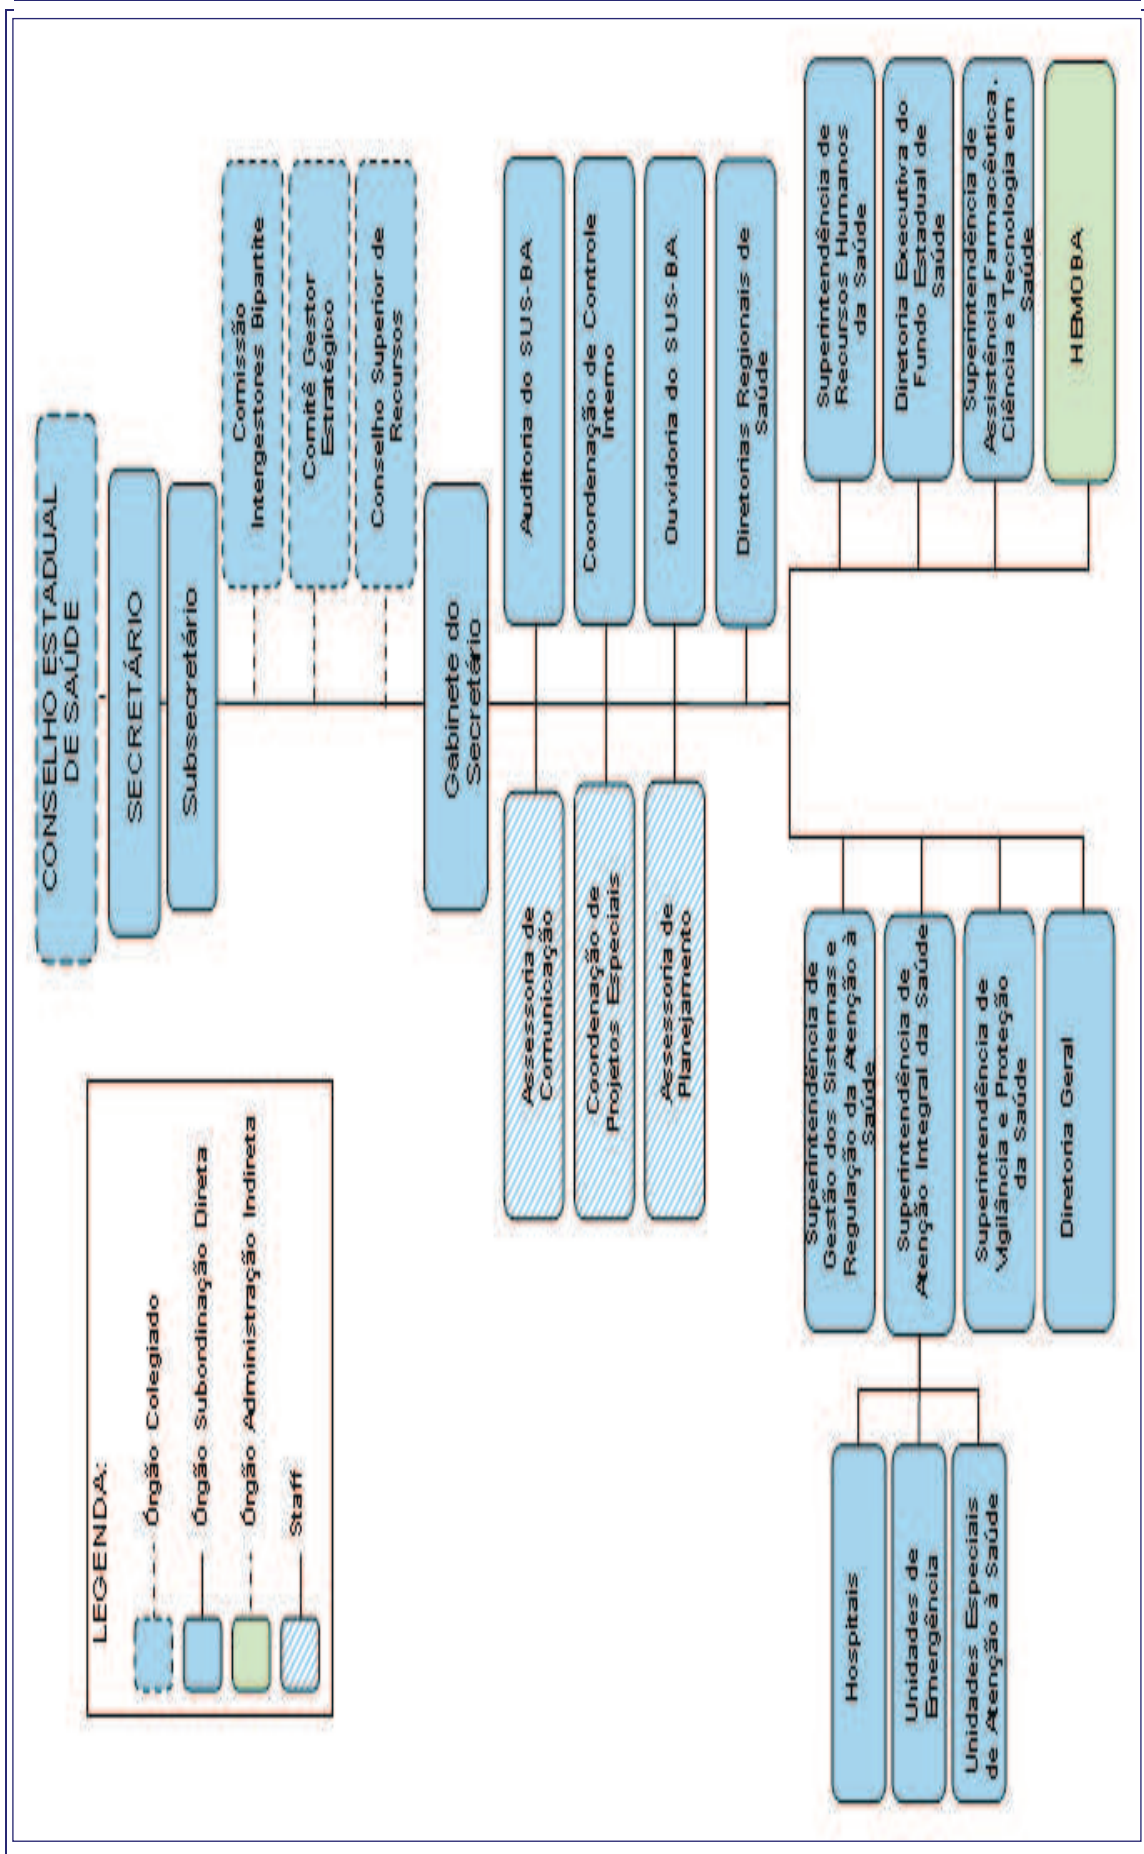 CONSELHO ESTADUAL
DE SAÚDE
SECRETÁRIO
Subsecretário
Comissão
Intergestores Bipartite
Comitê Gestor
Estratégico
Conselho Superior de
Recursos
Gabinete do
Secretário
Assessoria de
Comunicação
Auditoria do SUS-BA
Coordenação de
Projetos Especiais
Coordenação de Controle
Interno
Assessoria de
Planejamento
Ouvidoria do SUS-BA
Diretorias Regionais de
Saúde
Superintendência de
Gestão dos Sistemas e
Regulação da Atenção à
Saúde
Superintendência de
Atenção Integral da Saúde
Superintendência de
Vigilância e Proteção
da Saúde
Diretoria Geral
Superintendência de
Recursos Humanos
da Saúde
Diretoria Executiva do
Fundo Estadual de
Saúde
Superintendência de
Assistência Farmacêutica.
Ciência e Tecnologia em
Saúde
HEMOBA
Hospitais
Unidades de
Emergência
Unidades Especiais
de Atenção à Saúde
LEGENDA:
Órgão Colegiado
Órgão Subordinação Direta
Órgão Administração Indireta
Staff